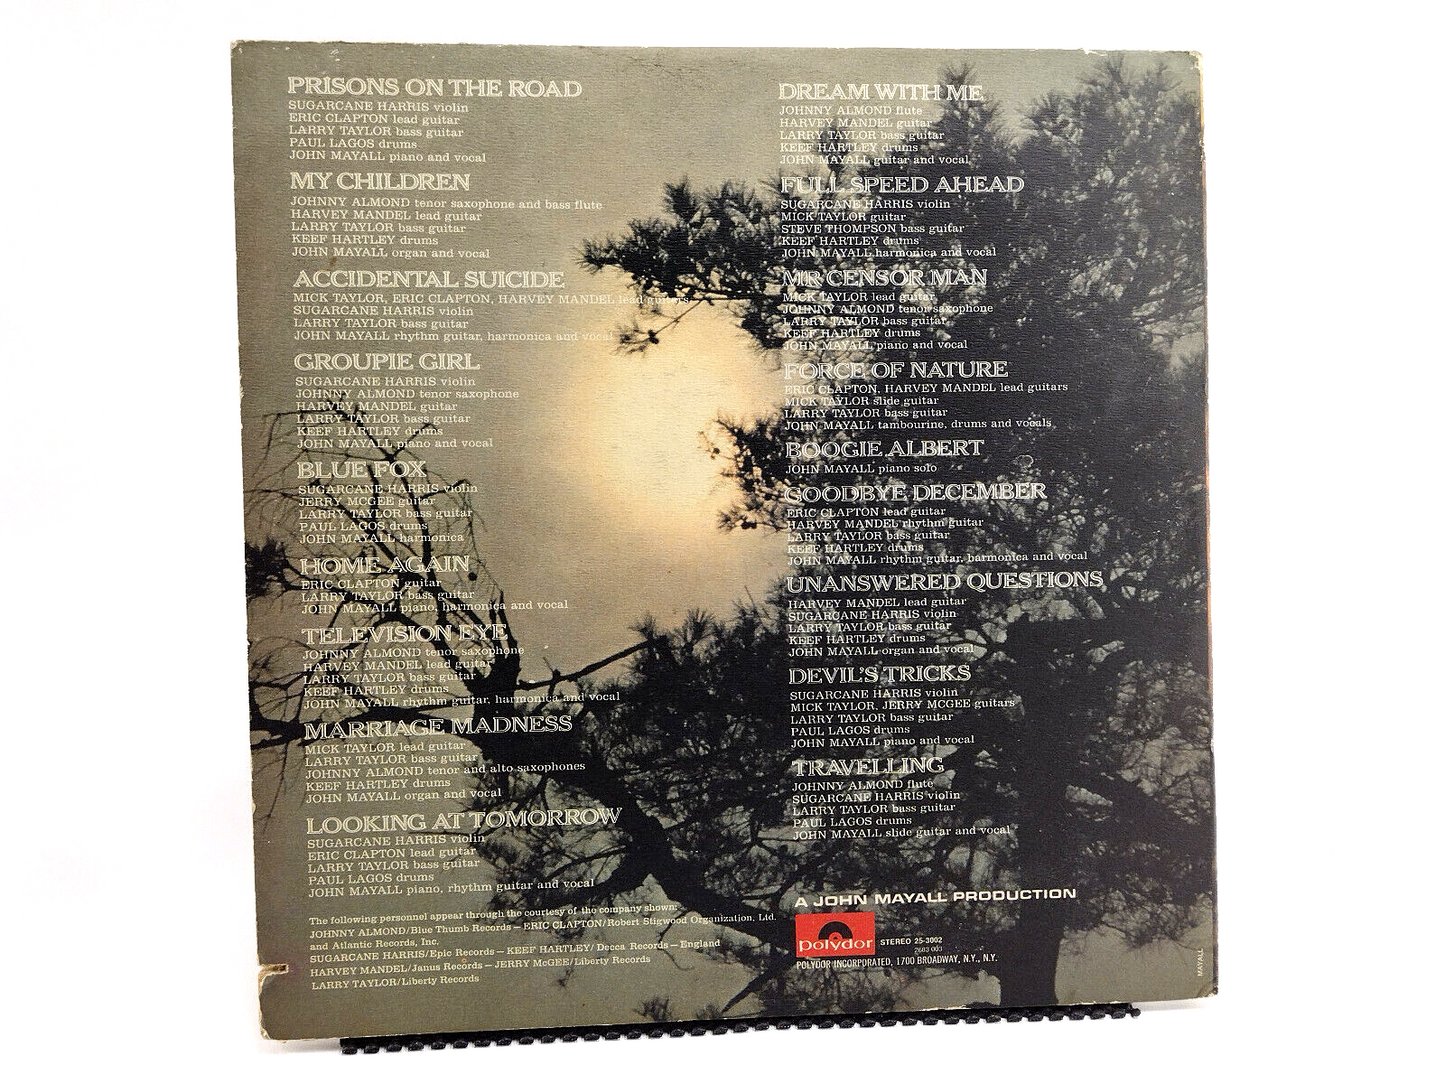 PRISONS ON THE ROAD
SUGARCANE HARRIS violin
ERIC CLAPTON lead guitar
LARRY TAYLOR bass guitar
PAUL LAGOS drums
JOHN MAYALL piano and vocal
MY CHILDREN
JOHNNY ALMOND tenor saxophone and bass flute
HARVEY MANDEL lead guitar
LARRY TAYLOR bass guitar
KEEF HARTLEY drums
JOHN MAYALL organ and vocal
ACCIDENTAL SUICIDE
MICK TAYLOR, ERIC CLAPTON, HARVEY MANDEL lead guitars
SUGARCANE HARRIS violin
LARRY TAYLOR bass guitar
JOHN MAYALL rhythm guitar, harmonica and vocal
GROUPIE GIRL
SUGARCANE HARRIS violin
JOHNNY ALMOND tenor saxophone
HARVEY MANDEL guitar
LARRY TAYLOR bass guitar
KEEF HARTLEY drums
JOHN MAYALL piano and vocal
BLUE FOX
SUGARCANE HARRIS violin
JERRY MCGEE guitar
LARRY TAYLOR bass guitar
PAUL LAGOS drums
JOHN MAYALL harmonica
HOME AGAIN
ERIC CLAPTON guitar
LARRY TAYLOR bass guitar
JOHN MAYALL piano, harmonica and vocal
TELEVISION EYE
JOHNNY ALMOND tenor saxophone
HARVEY MANDEL lead guitar
LARRY TAYLOR bass guitar
KEEF HARTLEY drums
JOHN MAYALL rhythm guitar, harmonica and vocal
MARRIAGE MADNESS
MICK TAYLOR lead guitar
LARRY TAYLOR bass guitar
JOHNNY ALMOND tenor and alto saxophones
KEEF HARTLEY drums
JOHN MAYALL organ and vocal
LOOKING AT TOMORROW
SUGARCANE HARRIS violin
ERIC CLAPTON lead guitar
LARRY TAYLOR bass guitar
PAUL LAGOS drums
JOHN MAYALL piano, rhythm guitar and vocal
The following personnel appear through the courtesy of the company shown:
JOHNNY ALMOND/Blue Thumb Records — ERIC CLAPTON/Robert Stigwood Organization, Ltd.
and Atlantic Records, Inc.
SUGARCANE HARRIS/Epic Records — KEEF HARTLEY/Decca Records — England
HARVEY MANDEL/Janus Records — JERRY McGEE/Liberty Records
LARRY TAYLOR/Liberty Records
DREAM WITH ME
JOHNNY ALMOND flute
HARVEY MANDEL guitar
LARRY TAYLOR bass guitar
KEEF HARTLEY drums
JOHN MAYALL guitar and vocal
FULL SPEED AHEAD
SUGARCANE HARRIS violin
MICK TAYLOR guitar
STEVE THOMPSON bass guitar
KEEF HARTLEY drums
JOHN MAYALL harmonica and vocal
MR CENSOR MAN
MICK TAYLOR lead guitar
JOHNNY ALMOND tenor saxophone
LARRY TAYLOR bass guitar
KEEF HARTLEY drums
JOHN MAYALL piano and vocal
FORCE OF NATURE
ERIC CLAPTON, HARVEY MANDEL lead guitars
MICK TAYLOR slide guitar
LARRY TAYLOR bass guitar
JOHN MAYALL tambourine, drums and vocals
BOOGIE ALBERT
JOHN MAYALL piano solo
GOODBYE DECEMBER
ERIC CLAPTON lead guitar
HARVEY MANDEL rhythm guitar
LARRY TAYLOR bass guitar
KEEF HARTLEY drums
JOHN MAYALL rhythm guitar, harmonica and vocal
UNANSWERED QUESTIONS
HARVEY MANDEL lead guitar
SUGARCANE HARRIS violin
LARRY TAYLOR bass guitar
KEEF HARTLEY drums
JOHN MAYALL organ and vocal
DEVIL'S TRICKS
SUGARCANE HARRIS violin
MICK TAYLOR, JERRY MCGEE guitars
LARRY TAYLOR bass guitar
PAUL LAGOS drums
JOHN MAYALL piano and vocal
TRAVELLING
JOHNNY ALMOND flute
SUGARCANE HARRIS violin
LARRY TAYLOR bass guitar
PAUL LAGOS drums
JOHN MAYALL slide guitar and vocal
A JOHN MAYALL PRODUCTION
polydor STEREO 25-3002
2683 003
POLYDOR INCORPORATED, 1700 BROADWAY, N.Y., N.Y.
MAYALL